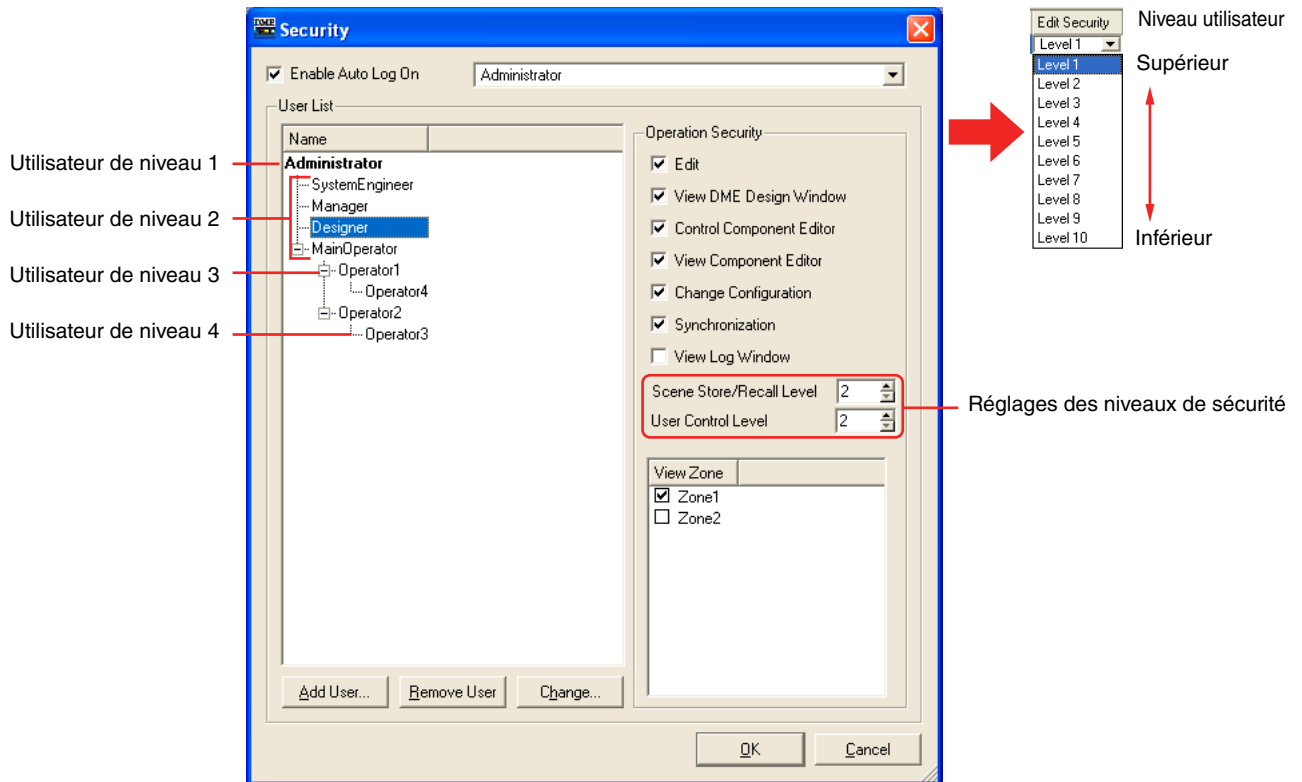 DME
Security
Enable Auto Log On
Administrator
User List
Name
Administrator
SystemEngineer
Manager
Designer
MainOperator
Operator1
Operator4
Operator2
Operator3
Utilisateur de niveau 1
Utilisateur de niveau 2
Utilisateur de niveau 3
Utilisateur de niveau 4
Operation Security
Edit
View DME Design Window
Control Component Editor
View Component Editor
Change Configuration
Synchronization
View Log Window
Scene Store/Recall Level 2
User Control Level 2
Réglages des niveaux de sécurité
View Zone
Zone1
Zone2
Add User...
Remove User
Change...
OK
Cancel
Edit Security
Niveau utilisateur
Level 1
Level 1
Supérieur
Level 2
Level 3
Level 4
Level 5
Level 6
Level 7
Level 8
Level 9
Level 10
Inférieur